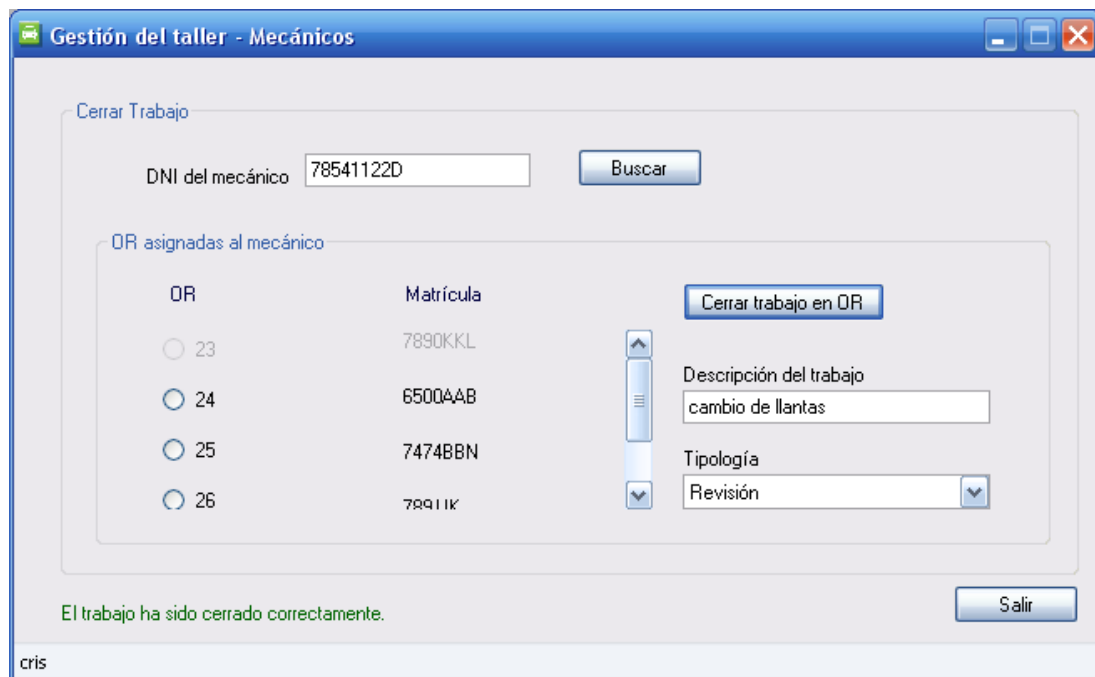 Gestión del taller - Mecánicos
Cerrar Trabajo
DNI del mecánico 78541122D Buscar
OR asignadas al mecánico
OR Matrícula Cerrar trabajo en OR
23 7890KKL
Descripción del trabajo
24 6500AAB cambio de llantas
25 7474BBN Tipología
26 Revisión
El trabajo ha sido cerrado correctamente. Salir
cris